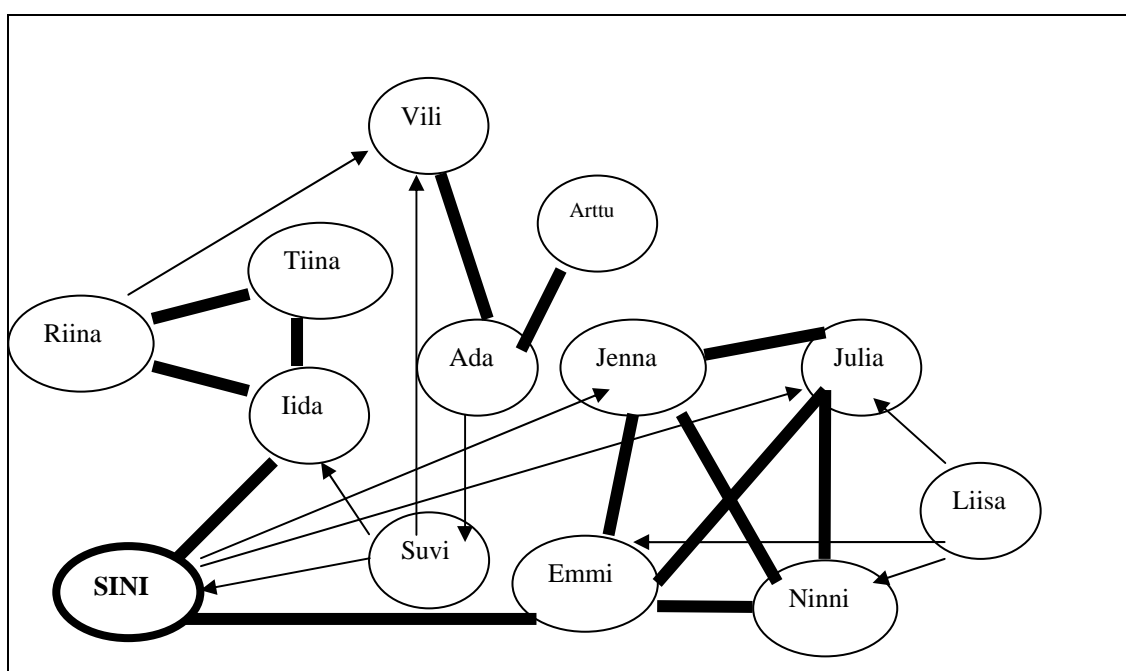 Vili
Arttu
Tiina
Riina
Ada
Jenna
Julia
Iida
Liisa
Suvi
Emmi
SINI
Ninni